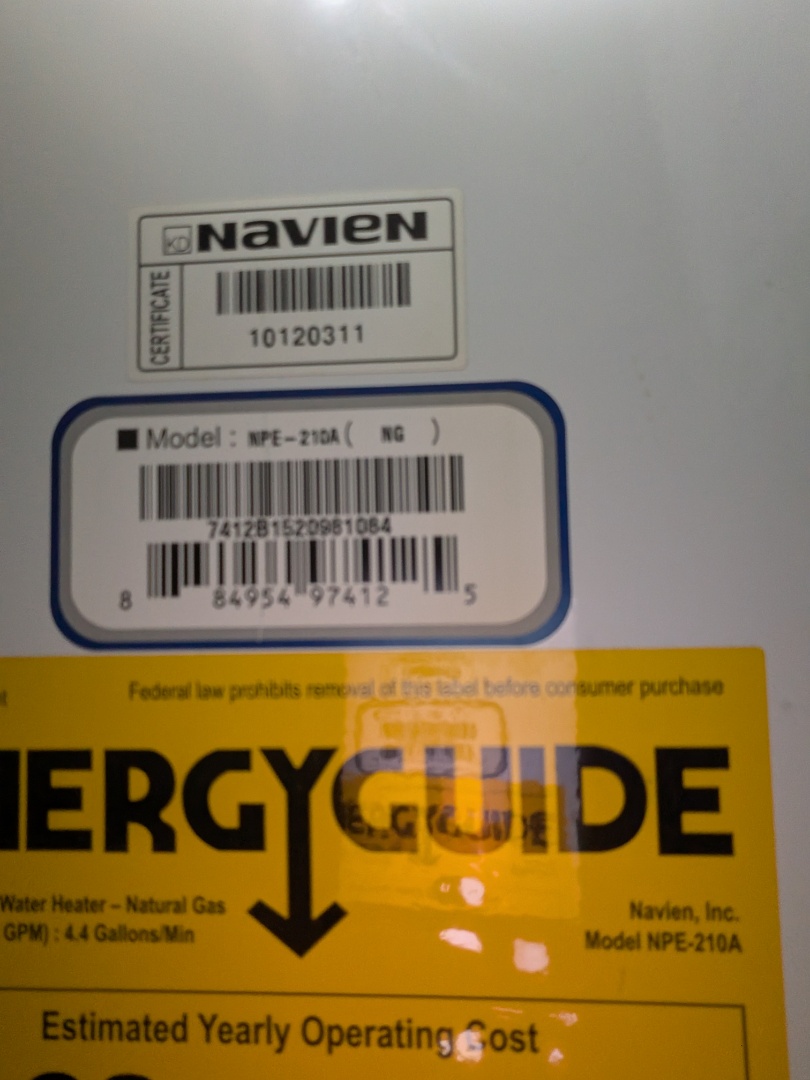 KD NAVIEN
CERTIFICATE
10120311
Model : NPE-210A ( NG )
7412B1520981084
8 84954 97412 5
Federal law prohibits removal of this label before consumer purchase
NERGYGUIDE
Water Heater – Natural Gas
GPM) : 4.4 Gallons/Min
Navien, Inc.
Model NPE-210A
Estimated Yearly Operating Cost